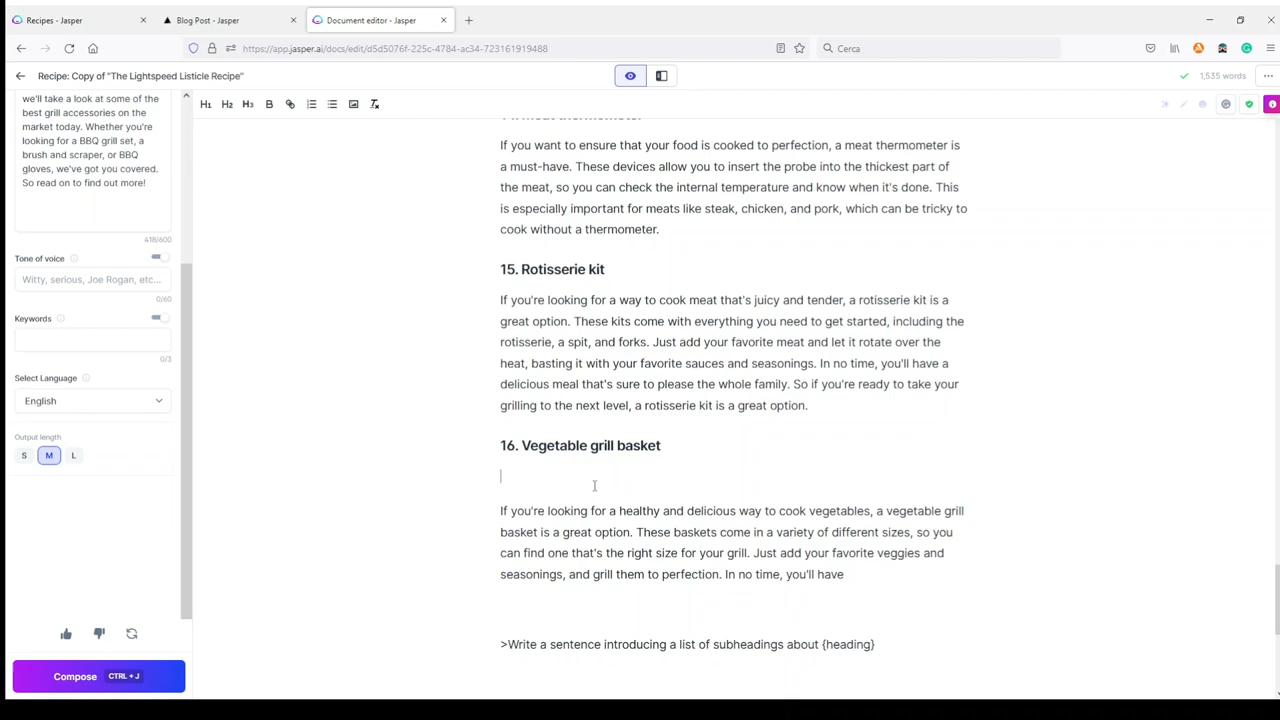 Recipes - Jasper
Blog Post - Jasper
Document editor - Jasper
https://app.jasper.ai/docs/edit/d5d5076f-225c-4784-ac34-723161919488
Cerca
Recipe: Copy of "The Lightspeed Listicle Recipe"
1,535 words
H1 H2 H3 B
we'll take a look at some of the
best grill accessories on the
market today. Whether you're
looking for a BBQ grill set, a
brush and scraper, or BBQ
gloves, we've got you covered.
So read on to find out more!
418/600
Tone of voice
Witty, serious, Joe Rogan, etc...
0/60
Keywords
0/3
Select Language
English
Output length
S M L
Compose CTRL + J
If you want to ensure that your food is cooked to perfection, a meat thermometer is
a must-have. These devices allow you to insert the probe into the thickest part of
the meat, so you can check the internal temperature and know when it's done. This
is especially important for meats like steak, chicken, and pork, which can be tricky to
cook without a thermometer.
15. Rotisserie kit
If you're looking for a way to cook meat that's juicy and tender, a rotisserie kit is a
great option. These kits come with everything you need to get started, including the
rotisserie, a spit, and forks. Just add your favorite meat and let it rotate over the
heat, basting it with your favorite sauces and seasonings. In no time, you'll have a
delicious meal that's sure to please the whole family. So if you're ready to take your
grilling to the next level, a rotisserie kit is a great option.
16. Vegetable grill basket
If you're looking for a healthy and delicious way to cook vegetables, a vegetable grill
basket is a great option. These baskets come in a variety of different sizes, so you
can find one that's the right size for your grill. Just add your favorite veggies and
seasonings, and grill them to perfection. In no time, you'll have
>Write a sentence introducing a list of subheadings about {heading}